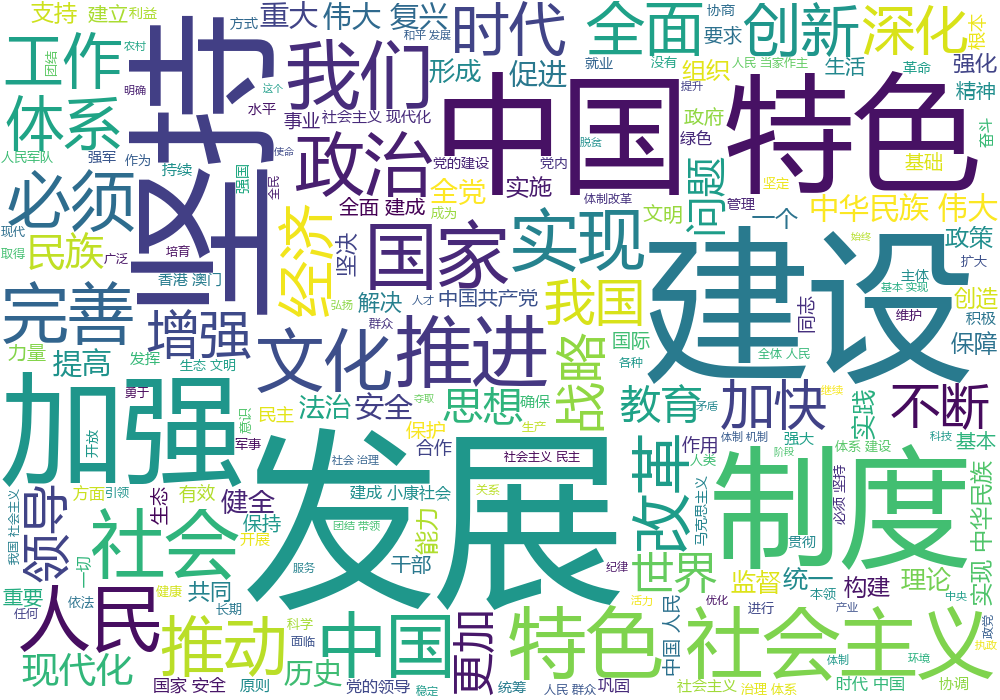 支持 建立 利益 方式 重大 伟大 复兴 时代 全面 协商 创新 深化 根本
和平 发展 要求
工作 团结 农村 坚持 我们 形成 促进 就业 没有 组织 人民 当家作主 生活 革命 强化
明确 这个 水平 提升 精神
体系 事业 社会主义 现代化 中国 特色 政府 绿色 奋斗
人民军队 强军 作为 使命 政治 党的建设 党内 脱贫 基础
持续 强国 全民 全党 实施 体制改革 问题 坚定
必须 全面 建成 成为 文明 管理 一个 中华民族 伟大
现代 民族 经济 坚决 国家 实现 始终 政策
取得 广泛 培育 建设 扩大
香港 澳门 主体
完善 弘扬 解决 人才 中国共产党 我国 同志 基本 实现 创造
增强 群众 推进 国际 维护 积极
力量 提高 发挥 文化 各种 全体 人民 保障
生态 文明 战略
加强 勇于 民主 法治 安全 夺取 思想 确保 教育 矛盾 加快 继续 实践 不断
意识 保护 生产
开放 军事 合作 作用 体制 机制 强大 体系 建设 科技 基本
社会 治理 发展 社会主义 民主 改革 人类 阶段 制度
我国 社会主义 领导 方面 引领 生态 有效 健全 建成 小康社会 关系 马克思主义 必须 坚持 中华民族
社会 保持 团结 带领 能力
开展 贯彻
一切 服务 干部 纪律 世界
重要 依法 健康 共同 监督 统一 本领 构建 理论 实现
任何 人民 长期 活力 优化 进行 产业 中央
推动 科学 中国 更加 特色 中国 人民 社会主义 政党
现代化 面临 历史 体制 环境 执政
国家 安全 原则 党的领导 稳定 统筹 人民 群众 巩固 社会主义 治理 体系 时代 中国 协调